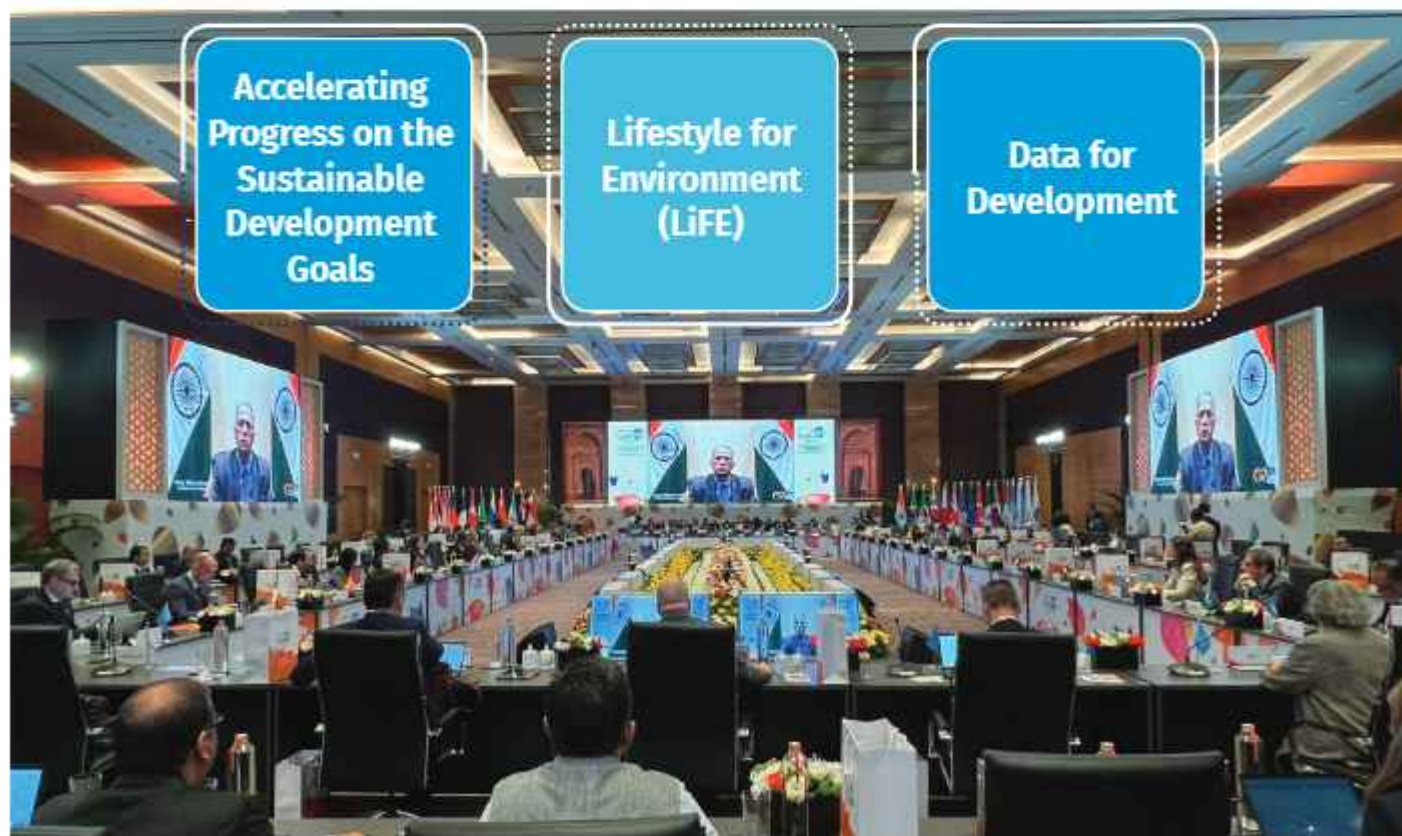 Accelerating
Progress on the
Sustainable
Development
Goals
Lifestyle for
Environment
(LiFE)
Data for
Development